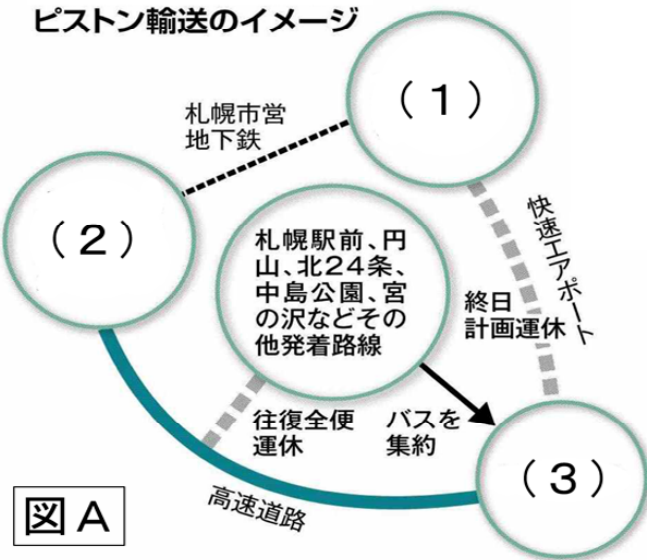 ピストン輸送のイメージ
(1)
札幌市営
地下鉄
(2)
札幌駅前、円
山、北24条、
中島公園、宮
の沢などその
他発着路線
快速エアポート
終日
計画運休
往復全便
運休
バスを
集約
(3)
高速道路
図A